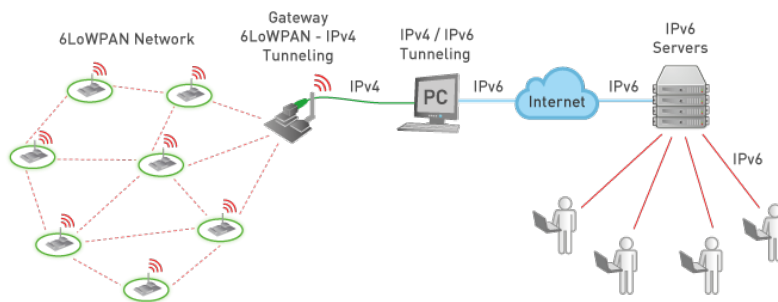 6LoWPAN Network
Gateway
6LoWPAN - IPv4
Tunneling
IPv4
IPv4 / IPv6
Tunneling
PC
IPv6
Internet
IPv6
IPv6
Servers
IPv6